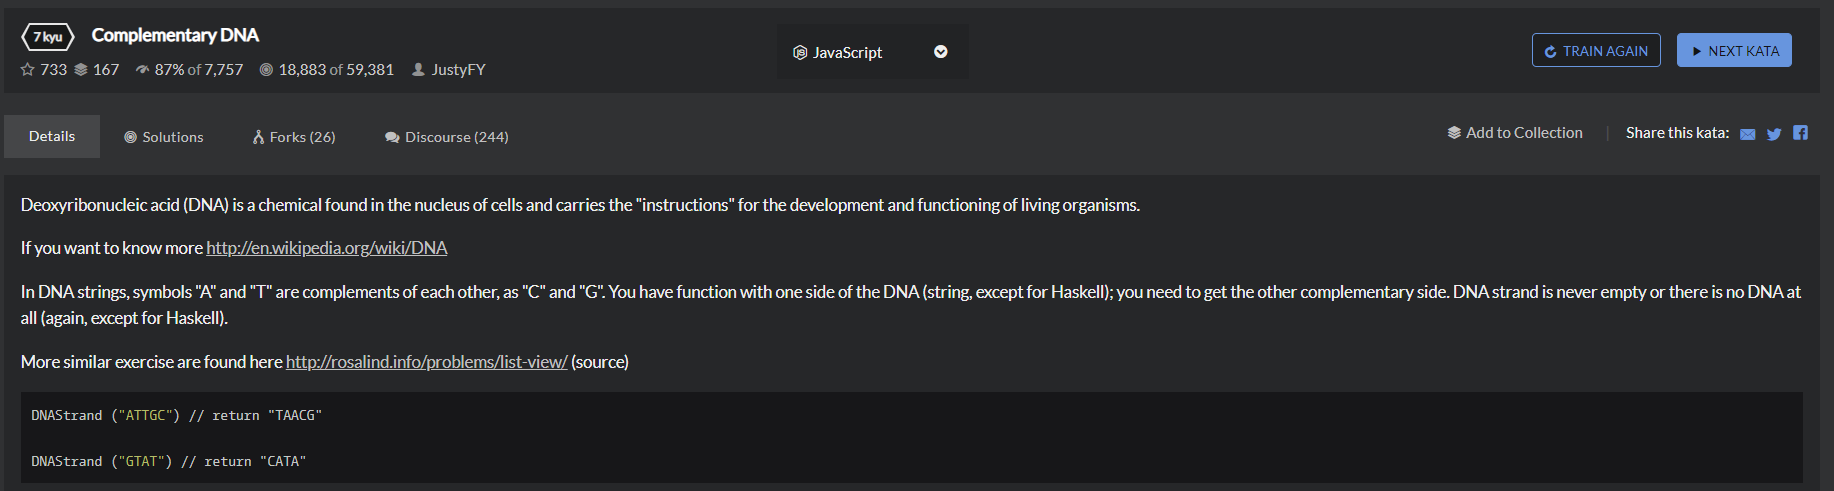 7 kyu Complementary DNA
733 167 87% of 7,757 18,883 of 59,381 JustyFY
JavaScript
TRAIN AGAIN NEXT KATA
Details Solutions Forks (26) Discourse (244)
Add to Collection | Share this kata:
Deoxyribonucleic acid (DNA) is a chemical found in the nucleus of cells and carries the "instructions" for the development and functioning of living organisms.
If you want to know more http://en.wikipedia.org/wiki/DNA
In DNA strings, symbols "A" and "T" are complements of each other, as "C" and "G". You have function with one side of the DNA (string, except for Haskell); you need to get the other complementary side. DNA strand is never empty or there is no DNA at
all (again, except for Haskell).
More similar exercise are found here http://rosalind.info/problems/list-view/ (source)
DNAStrand ("ATTGC") // return "TAACG"
DNAStrand ("GTAT") // return "CATA"